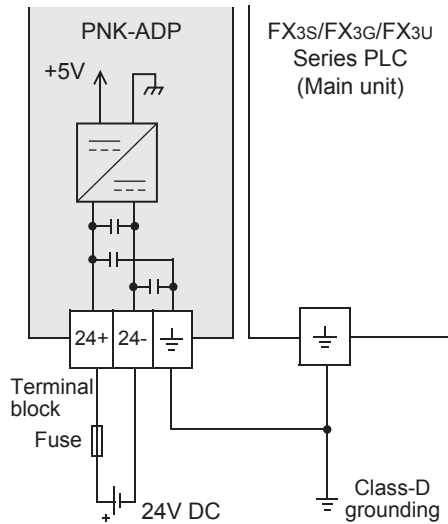 PNK-ADP
FX3S/FX3G/FX3U
Series PLC
(Main unit)
+5V
24+
24-
Terminal
block
Fuse
+
24V DC
Class-D
grounding